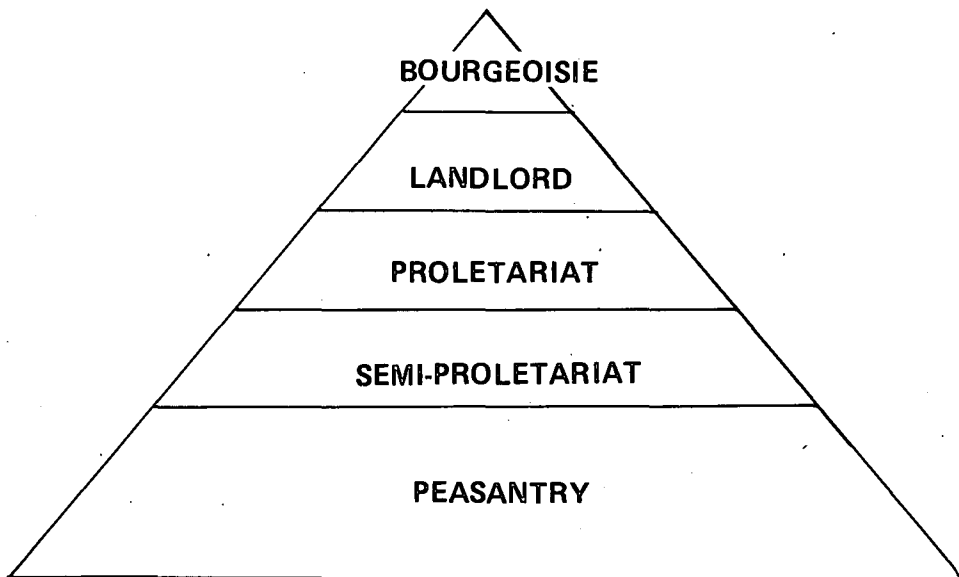 BOURGEOISIE
LANDLORD
PROLETARIAT
SEMI-PROLETARIAT
PEASANTRY